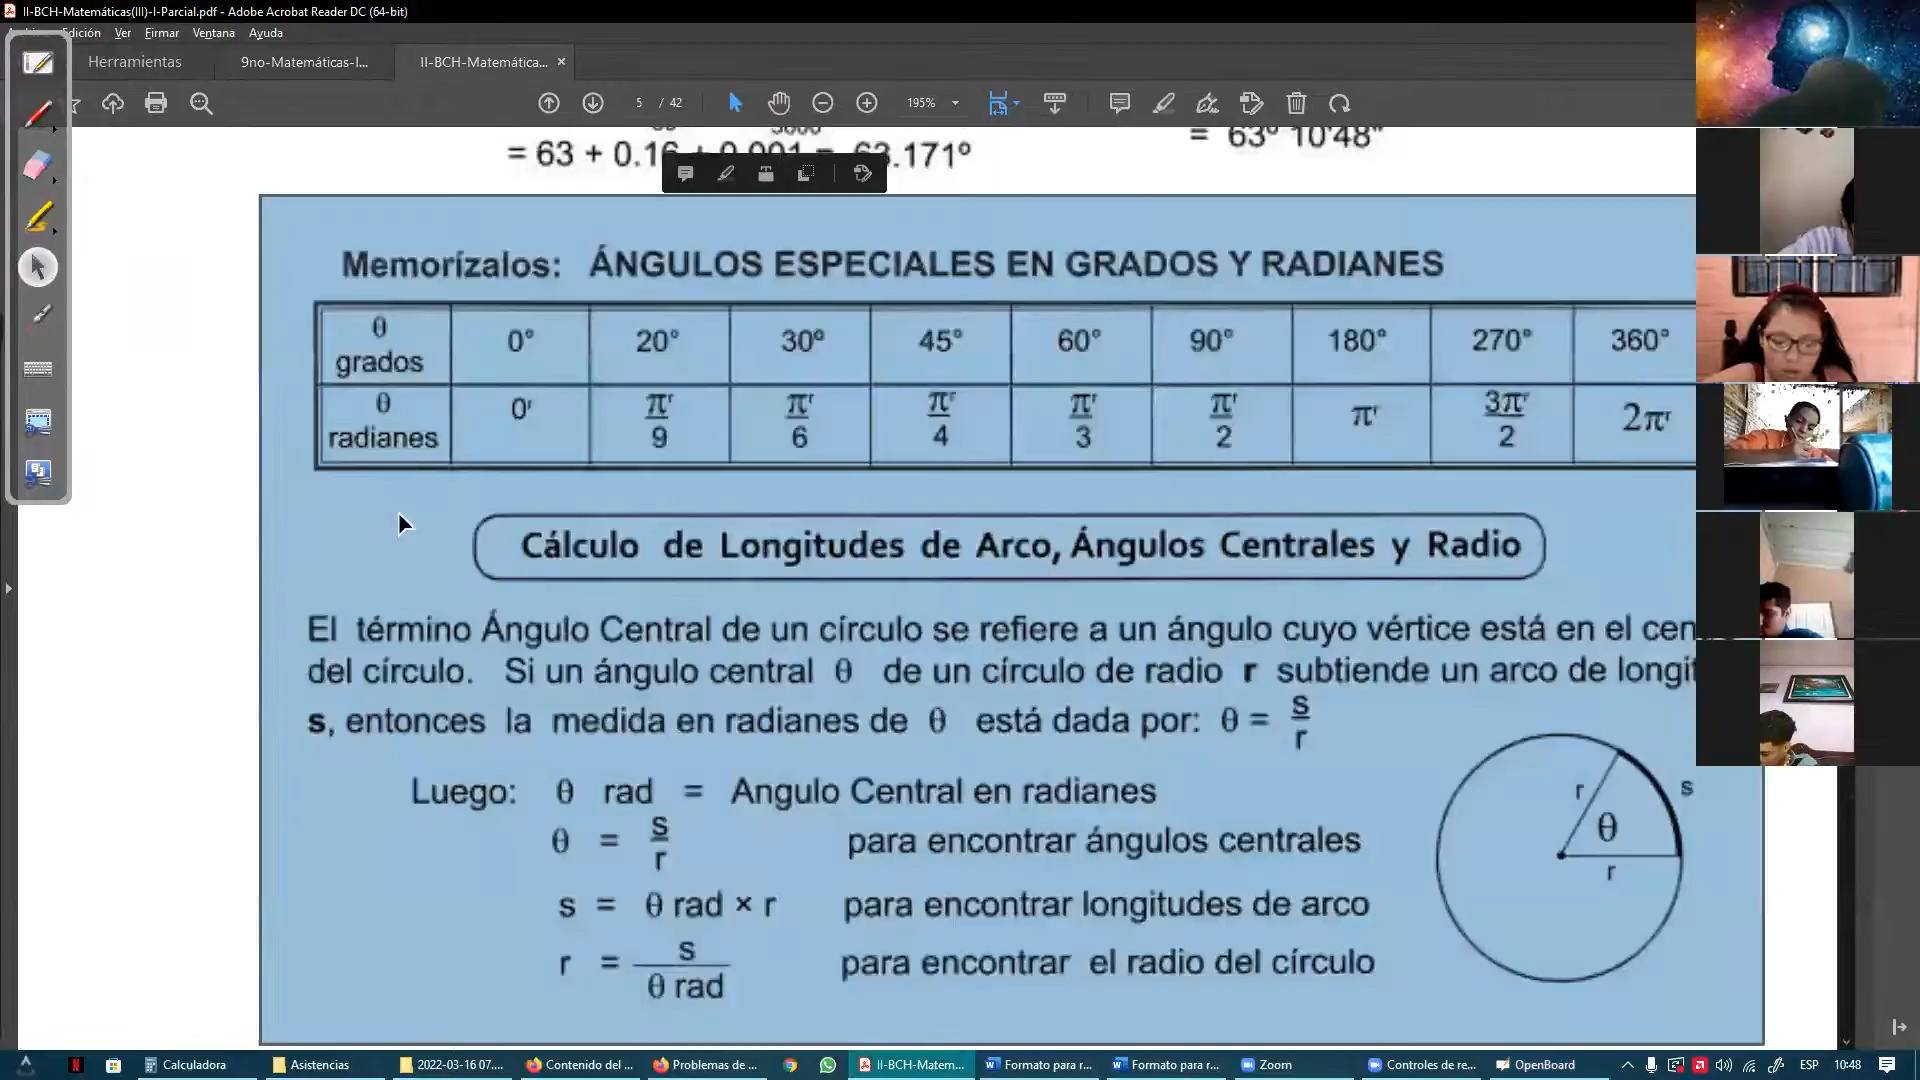 II-BCH-Matemáticas(III)-I-Parcial.pdf - Adobe Acrobat Reader DC (64-bit)
Edición Ver Firmar Ventana Ayuda
Herramientas 9no-Matemáticas-I... II-BCH-Matemática... ×
5 / 42 195%
= 63 + 0.16 + 0.001 = 63.171º
= 63º 10'48"
Memorízalos: ÁNGULOS ESPECIALES EN GRADOS Y RADIANES
θ grados 0° 20° 30º 45° 60° 90° 180° 270° 360°
θ radianes 0ʳ πʳ/9 πʳ/6 πʳ/4 πʳ/3 πʳ/2 πʳ 3πʳ/2 2πʳ
Cálculo de Longitudes de Arco, Ángulos Centrales y Radio
El término Ángulo Central de un círculo se refiere a un ángulo cuyo vértice está en el cen
del círculo. Si un ángulo central θ de un círculo de radio r subtiende un arco de longit
s, entonces la medida en radianes de θ está dada por: θ = s/r
Luego: θ rad = Angulo Central en radianes
θ = s/r para encontrar ángulos centrales
s = θ rad × r para encontrar longitudes de arco
r = s/θ rad para encontrar el radio del círculo
r s
θ
r
Calculadora Asistencias 2022-03-16 07.... Contenido del ... Problemas de ... II-BCH-Matem... Formato para r... Formato para r... Zoom Controles de re... OpenBoard ESP 10:48